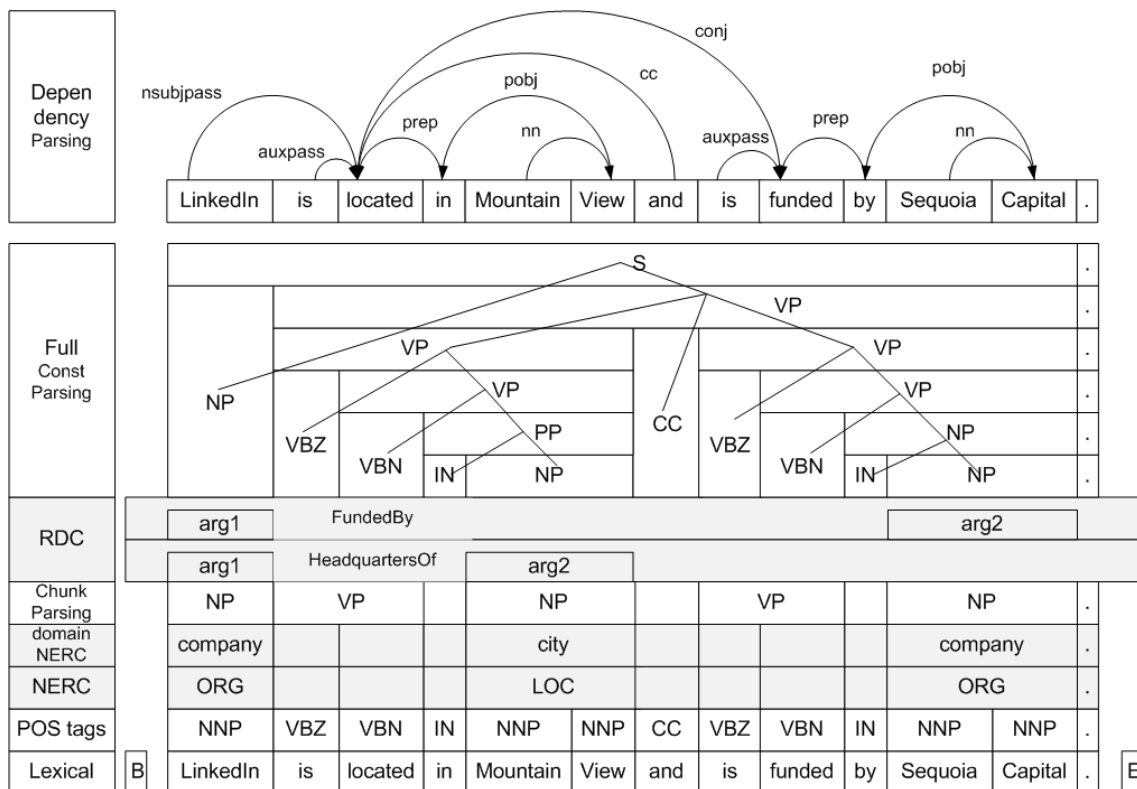 conj
cc
nsubjpass
pobj
pobj
prep
nn
auxpass
auxpass
prep
nn
Depen
dency
Parsing
LinkedIn is located in Mountain View and is funded by Sequoia Capital .
S .
VP .
Full
Const
Parsing
VP VP .
NP VP VP .
VBZ VBN PP CC VBZ VBN NP .
IN NP IN NP .
RDC
arg1 FundedBy arg2
arg1 HeadquartersOf arg2
Chunk
Parsing
NP VP NP VP NP .
domain
NERC
company city company .
NERC ORG LOC ORG .
POS tags NNP VBZ VBN IN NNP NNP CC VBZ VBN IN NNP NNP .
Lexical B LinkedIn is located in Mountain View and is funded by Sequoia Capital . E